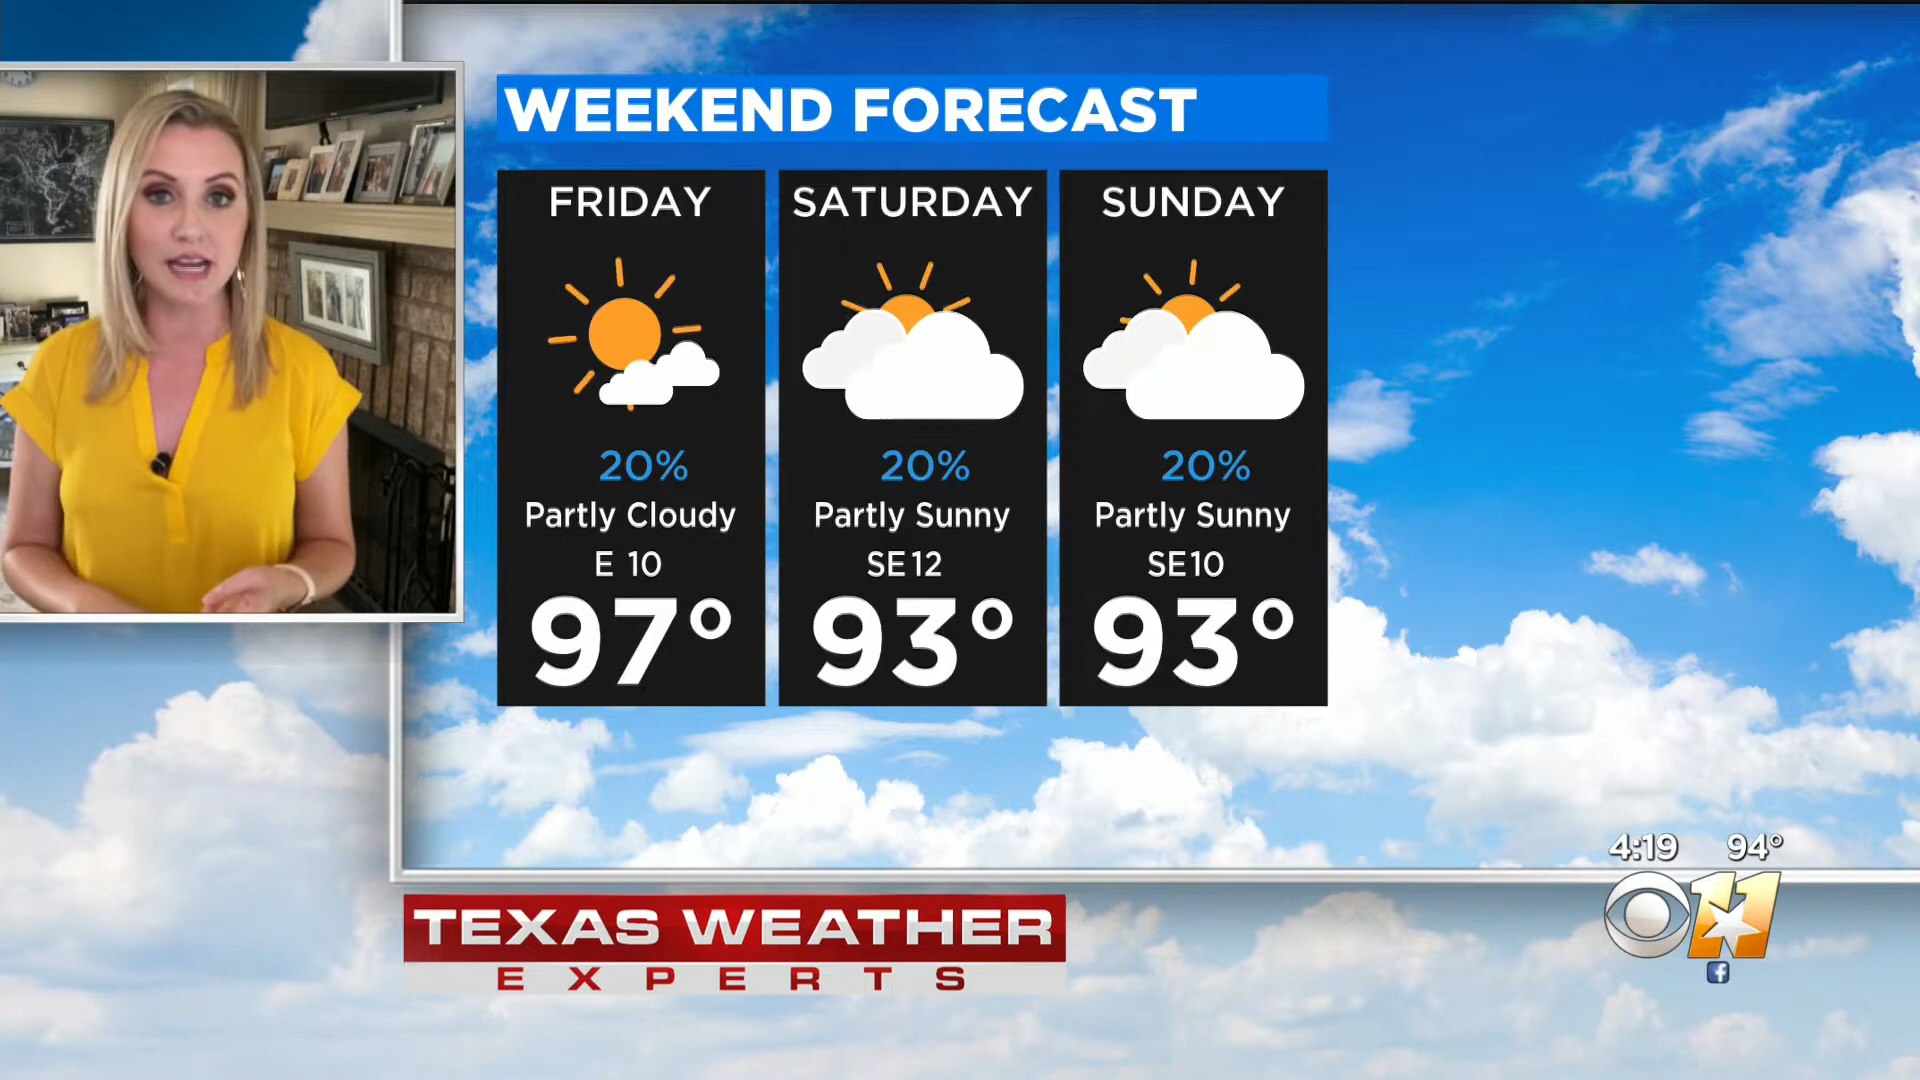 WEEKEND FORECAST
FRIDAY
20%
Partly Cloudy
E 10
97°
SATURDAY
20%
Partly Sunny
SE12
93°
SUNDAY
20%
Partly Sunny
SE10
93°
4:19 94°
11
f
TEXAS WEATHER
EXPERTS